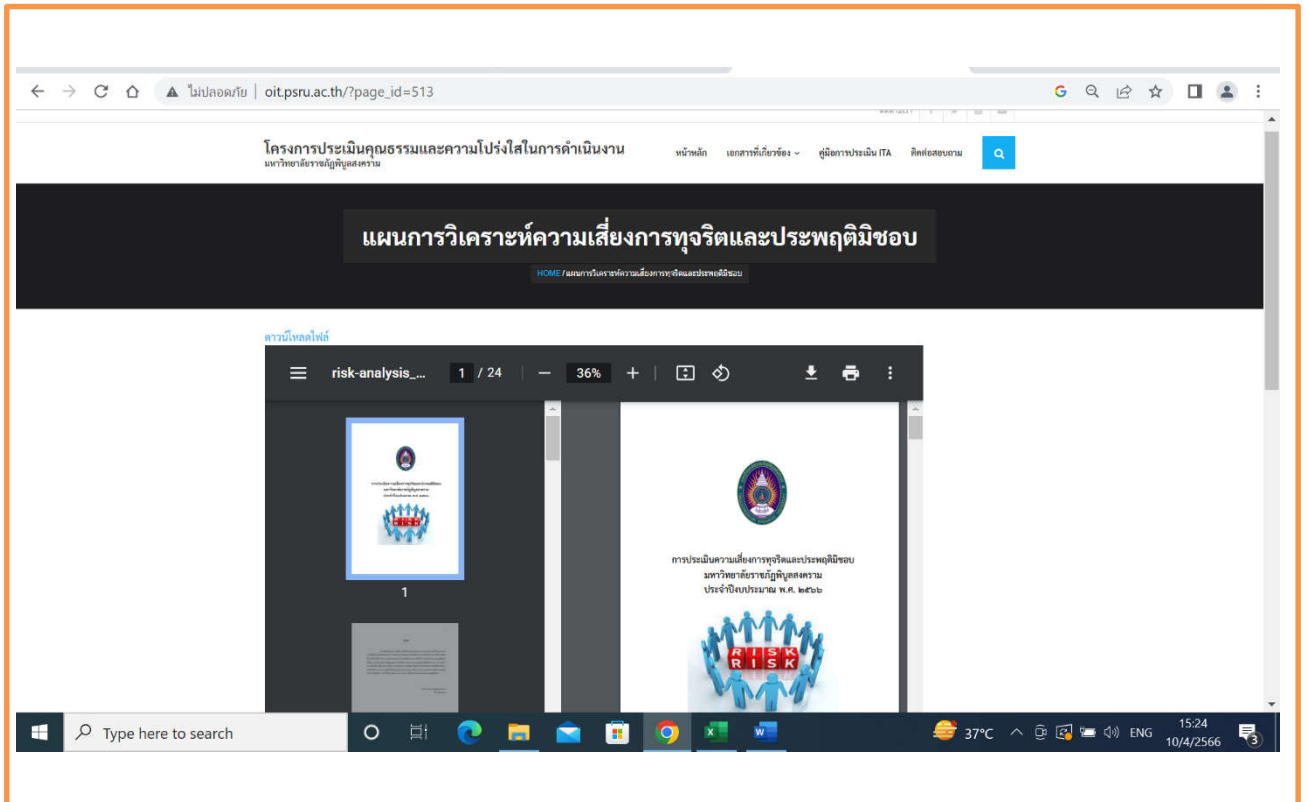 ไม่ปลอดภัย | oit.psru.ac.th/?page_id=513
โครงการประเมินคุณธรรมและความโปร่งใสในการดำเนินงาน
มหาวิทยาลัยราชภัฏพิบูลสงคราม
หน้าหลัก เอกสารที่เกี่ยวข้อง คู่มือการประเมิน ITA ติดต่อสอบถาม
แผนการวิเคราะห์ความเสี่ยงการทุจริตและประพฤติมิชอบ
HOME / แผนการวิเคราะห์ความเสี่ยงการทุจริตและประพฤติมิชอบ
ดาวน์โหลดไฟล์
risk-analysis_... 1 / 24 36%
การประเมินความเสี่ยงการทุจริตและประพฤติมิชอบ
มหาวิทยาลัยราชภัฏพิบูลสงคราม
ประจำปีงบประมาณ พ.ศ. ๒๕๖๖
RISK
RISK
1
Type here to search
37°C ENG
15:24
10/4/2566
3